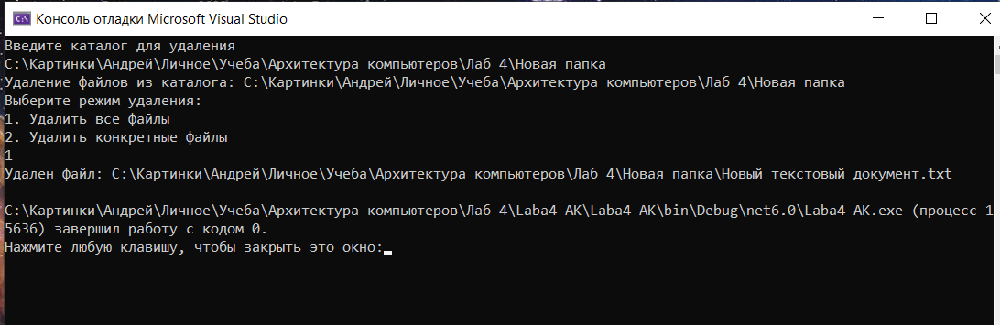 Консоль отладки Microsoft Visual Studio
Введите каталог для удаления
C:\Картинки\Андрей\Личное\Учеба\Архитектура компьютеров\Лаб 4\Новая папка
Удаление файлов из каталога: C:\Картинки\Андрей\Личное\Учеба\Архитектура компьютеров\Лаб 4\Новая папка
Выберите режим удаления:
1. Удалить все файлы
2. Удалить конкретные файлы
1
Удален файл: C:\Картинки\Андрей\Личное\Учеба\Архитектура компьютеров\Лаб 4\Новая папка\Новый текстовый документ.txt
C:\Картинки\Андрей\Личное\Учеба\Архитектура компьютеров\Лаб 4\Laba4-AK\Laba4-AK\bin\Debug\net6.0\Laba4-AK.exe (процесс 1
5636) завершил работу с кодом 0.
Нажмите любую клавишу, чтобы закрыть это окно: